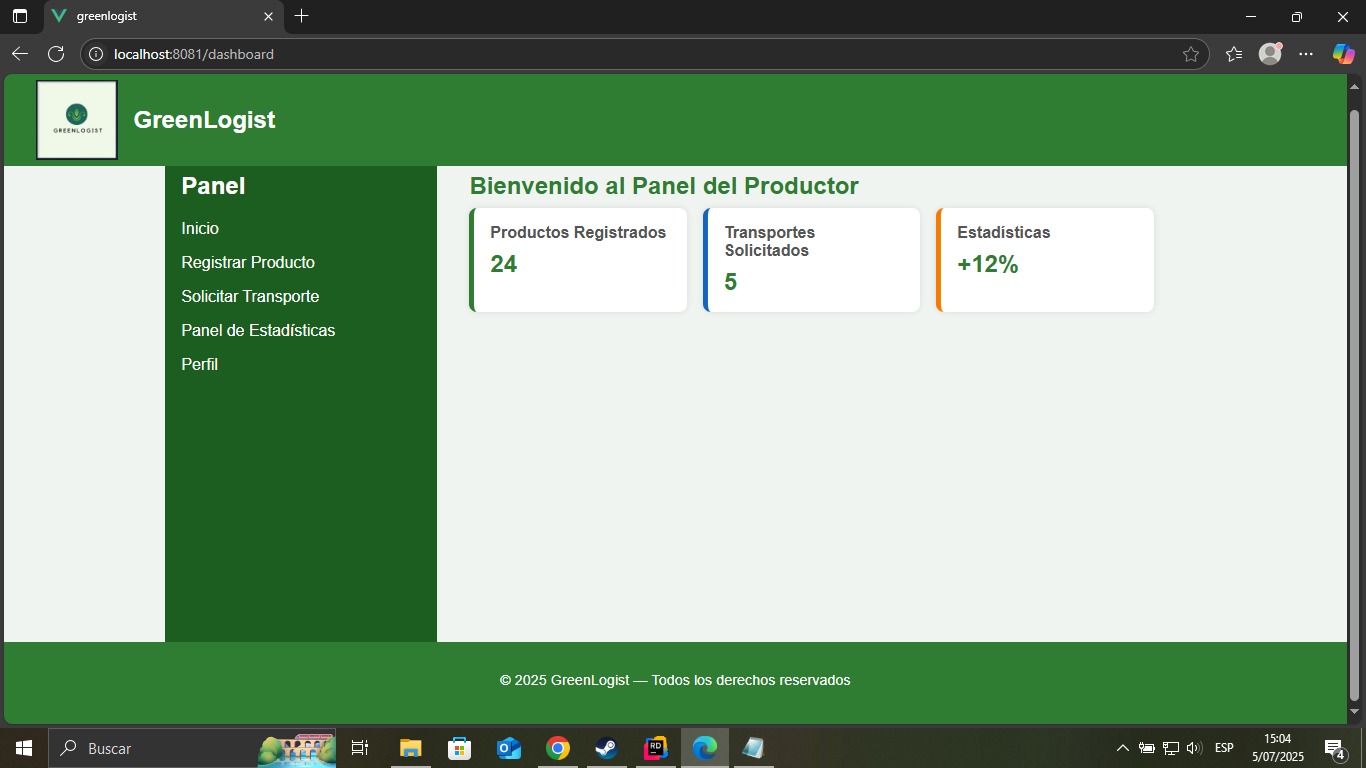 greenlogist
localhost:8081/dashboard
GREENLOGIST
GreenLogist
Panel
Inicio
Registrar Producto
Solicitar Transporte
Panel de Estadísticas
Perfil
Bienvenido al Panel del Productor
Productos Registrados
24
Transportes
Solicitados
5
Estadísticas
+12%
© 2025 GreenLogist — Todos los derechos reservados
Buscar
RD
ESP
15:04
5/07/2025
4